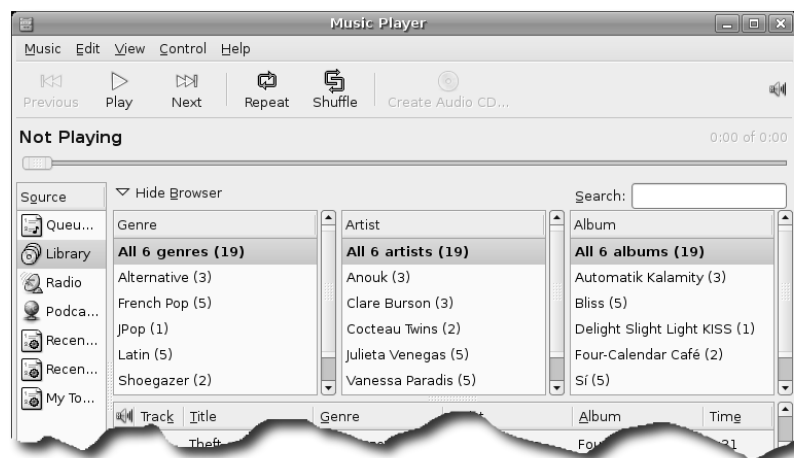 Music Player
Music Edit View Control Help
Previous Play Next Repeat Shuffle Create Audio CD...
Not Playing 0:00 of 0:00
Source
Queu...
Library
Radio
Podca...
Recen...
Recen...
My To...
Hide Browser Search:
Genre
All 6 genres (19)
Alternative (3)
French Pop (5)
JPop (1)
Latin (5)
Shoegazer (2)
Artist
All 6 artists (19)
Anouk (3)
Clare Burson (3)
Cocteau Twins (2)
Julieta Venegas (5)
Vanessa Paradis (5)
Album
All 6 albums (19)
Automatik Kalamity (3)
Bliss (5)
Delight Slight Light KISS (1)
Four-Calendar Café (2)
Sí (5)
Track Title Genre Album Time
Theft